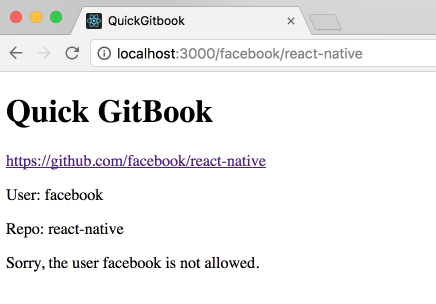 QuickGitbook
localhost:3000/facebook/react-native
Quick GitBook
https://github.com/facebook/react-native
User: facebook
Repo: react-native
Sorry, the user facebook is not allowed.